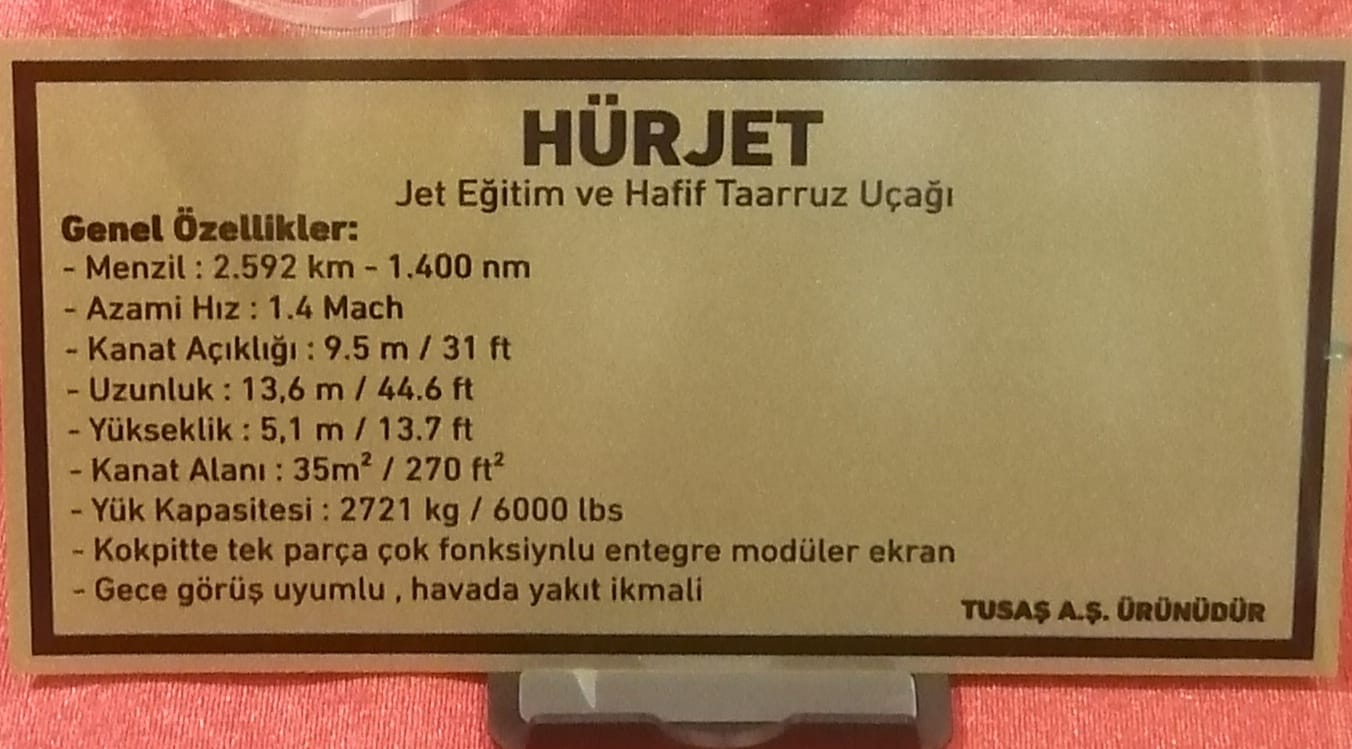 HÜRJET
Jet Eğitim ve Hafif Taarruz Uçağı
Genel Özellikler:
- Menzil : 2.592 km - 1.400 nm
- Azami Hız : 1.4 Mach
- Kanat Açıklığı : 9.5 m / 31 ft
- Uzunluk : 13,6 m / 44.6 ft
- Yükseklik : 5,1 m / 13.7 ft
- Kanat Alanı : 35m² / 270 ft²
- Yük Kapasitesi : 2721 kg / 6000 lbs
- Kokpitte tek parça çok fonksiynlu entegre modüler ekran
- Gece görüş uyumlu , havada yakıt ikmali
TUSAŞ A.Ş. ÜRÜNÜDÜR